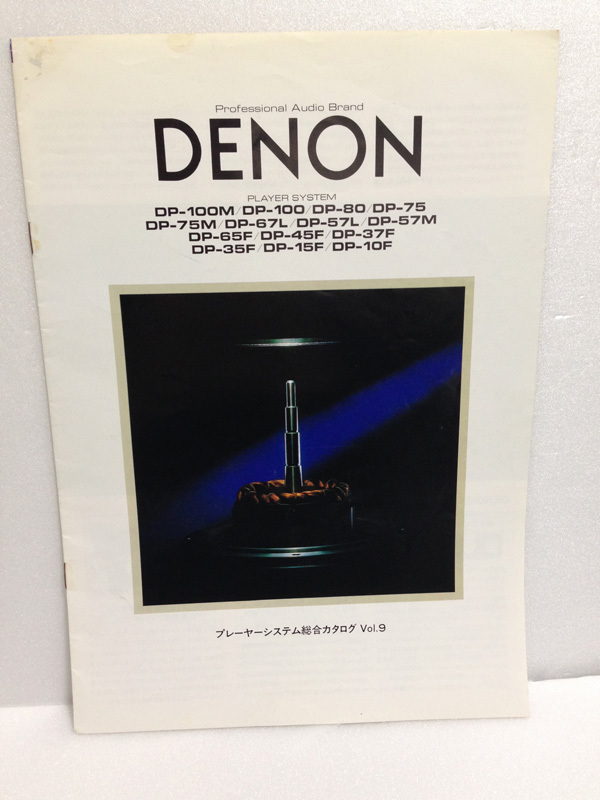 Professional Audio Brand
DENON
PLAYER SYSTEM
DP-100M/DP-100/DP-80/DP-75
DP-75M/DP-67L/DP-57L/DP-57M
DP-65F/DP-45F/DP-37F
DP-35F/DP-15F/DP-10F
プレーヤーシステム総合カタログ Vol.9